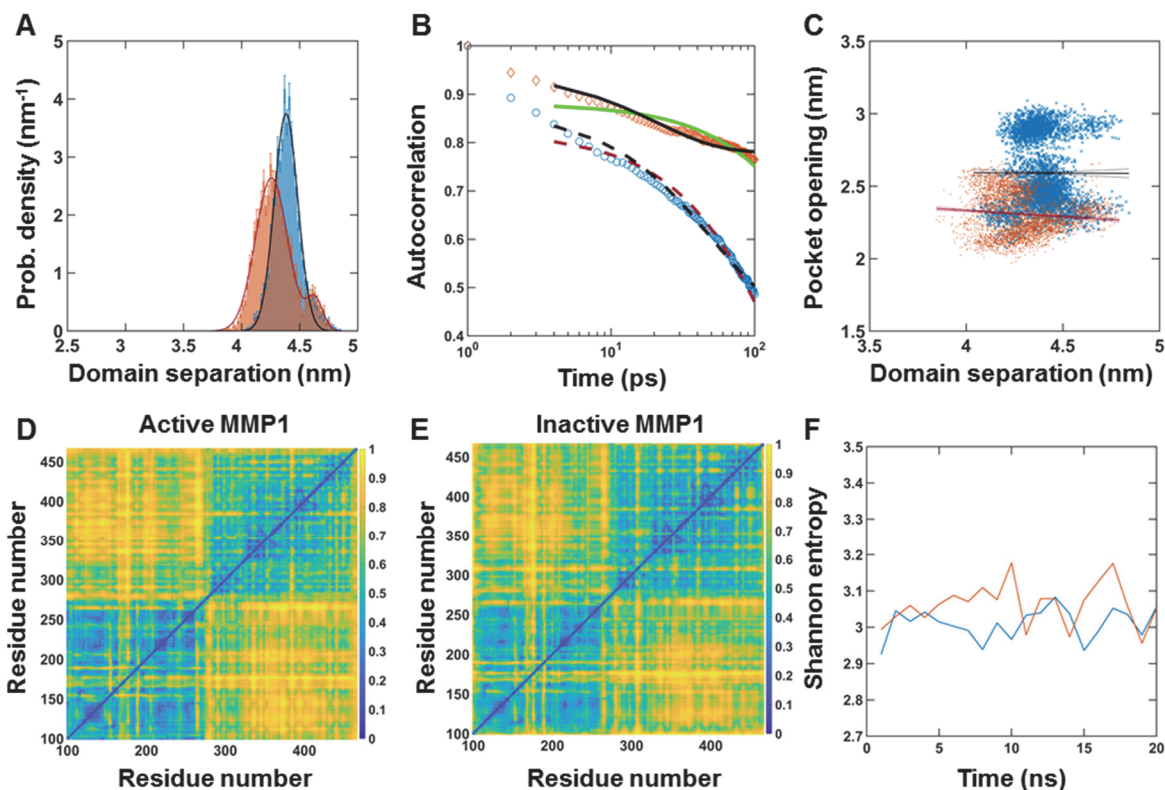 A
5
4
3
2
1
0
2.5 3 3.5 4 4.5 5
Prob. density (nm-1)
Domain separation (nm)
B
1
0.9
0.8
0.7
0.6
0.5
0.4
10^0 10^1 10^2
Autocorrelation
Time (ps)
C
3.5
3
2.5
2
1.5
3.5 4 4.5 5
Pocket opening (nm)
Domain separation (nm)
D
Active MMP1
450
400
350
300
250
200
150
100
100 200 300 400
1
0.9
0.8
0.7
0.6
0.5
0.4
0.3
0.2
0.1
0
Residue number
Residue number
E
Inactive MMP1
450
400
350
300
250
200
150
100
100 200 300 400
1
0.9
0.8
0.7
0.6
0.5
0.4
0.3
0.2
0.1
0
Residue number
Residue number
F
3.5
3.4
3.3
3.2
3.1
3
2.9
2.8
2.7
0 5 10 15 20
Shannon entropy
Time (ns)